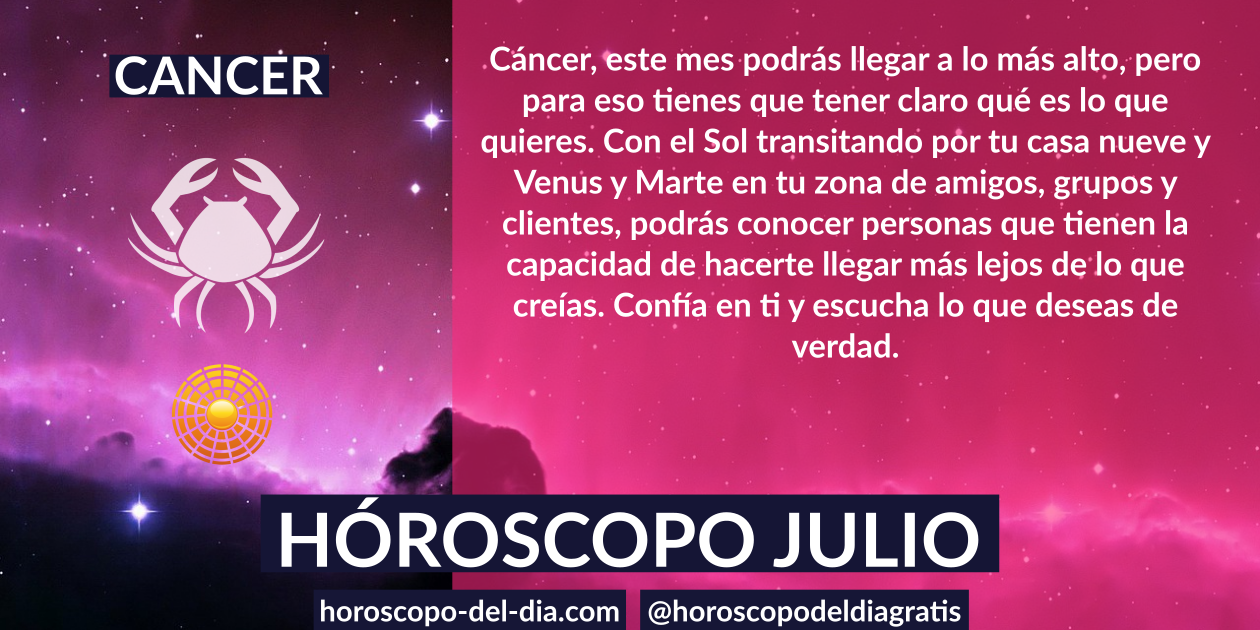 CANCER
Cáncer, este mes podrás llegar a lo más alto, pero
para eso tienes que tener claro qué es lo que
quieres. Con el Sol transitando por tu casa nueve y
Venus y Marte en tu zona de amigos, grupos y
clientes, podrás conocer personas que tienen la
capacidad de hacerte llegar más lejos de lo que
creías. Confía en ti y escucha lo que deseas de
verdad.
HÓROSCOPO JULIO
horoscopo-del-dia.com
@horoscopodeldiagratis